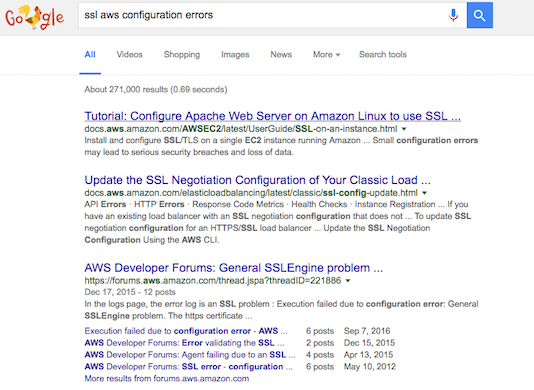 Google
ssl aws configuration errors
All Videos Shopping Images News More Search tools
About 271,000 results (0.69 seconds)
Tutorial: Configure Apache Web Server on Amazon Linux to use SSL ...
docs.aws.amazon.com/AWSEC2/latest/UserGuide/SSL-on-an-instance.html
Install and configure SSL/TLS on a single EC2 instance running Amazon ... Small configuration errors
may lead to serious security breaches and loss of data.
Update the SSL Negotiation Configuration of Your Classic Load ...
docs.aws.amazon.com/elasticloadbalancing/latest/classic/ssl-config-update.html
API Errors · HTTP Errors · Response Code Metrics · Health Checks · Instance Registration ... If you
have an existing load balancer with an SSL negotiation configuration that does not ... To update SSL
negotiation configuration for an HTTPS/SSL load balancer ... Update the SSL Negotiation
Configuration Using the AWS CLI.
AWS Developer Forums: General SSLEngine problem ...
https://forums.aws.amazon.com/thread.jspa?threadID=221886
Dec 17, 2015 - 12 posts
In the logs page, the error log is an SSL problem : Execution failed due to configuration error: General
SSLEngine problem. The https certificate ...
Execution failed due to configuration error - AWS ... 6 posts Sep 7, 2016
AWS Developer Forums: Error validating the SSL ... 2 posts Dec 15, 2015
AWS Developer Forums: Agent failing due to an SSL ... 4 posts Apr 13, 2015
AWS Developer Forums: SSL error - configuration ... 6 posts May 10, 2012
More results from forums.aws.amazon.com